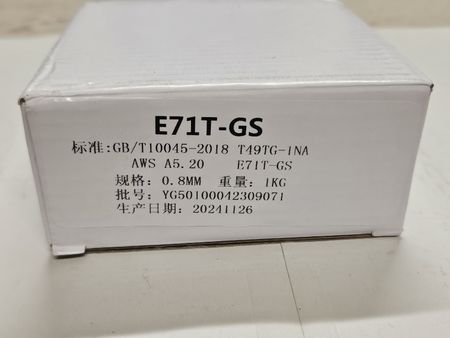 E71T-GS
标准:GB/T10045-2018 T49TG-1NA
AWS A5.20 E71T-GS
规格: 0.8MM 重量: 1KG
批号: YG50100042309071
生产日期: 20241126